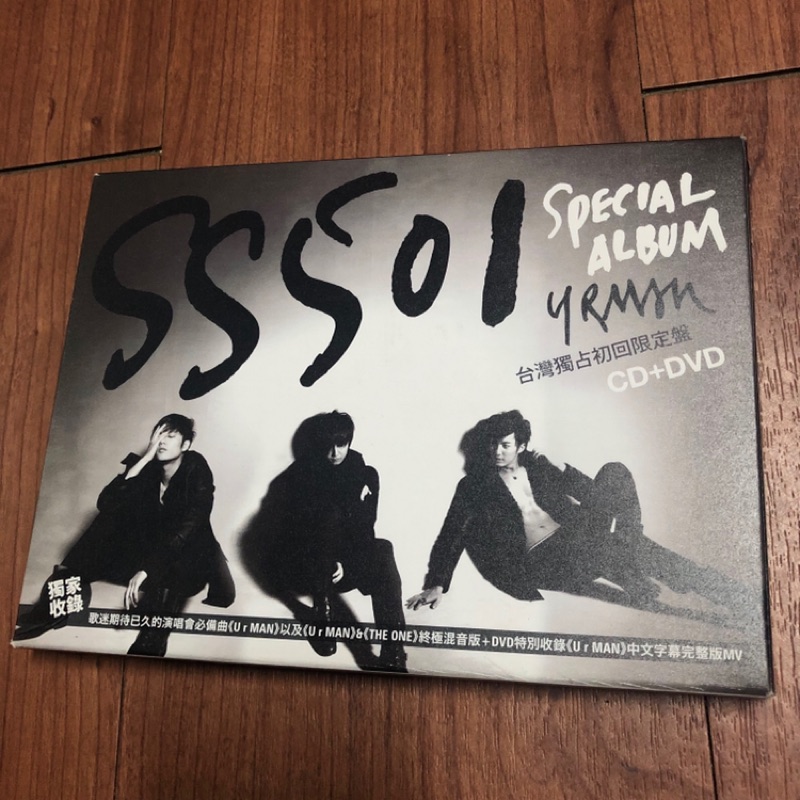 SS501
SPECIAL
ALBUM
U R MAN
台灣獨占初回限定盤
CD+DVD
獨家
收錄
歌迷期待已久的演唱會必備曲《U r MAN》以及《U r MAN》&《THE ONE》終極混音版+DVD特別收錄《U r MAN》中文字幕完整版MV